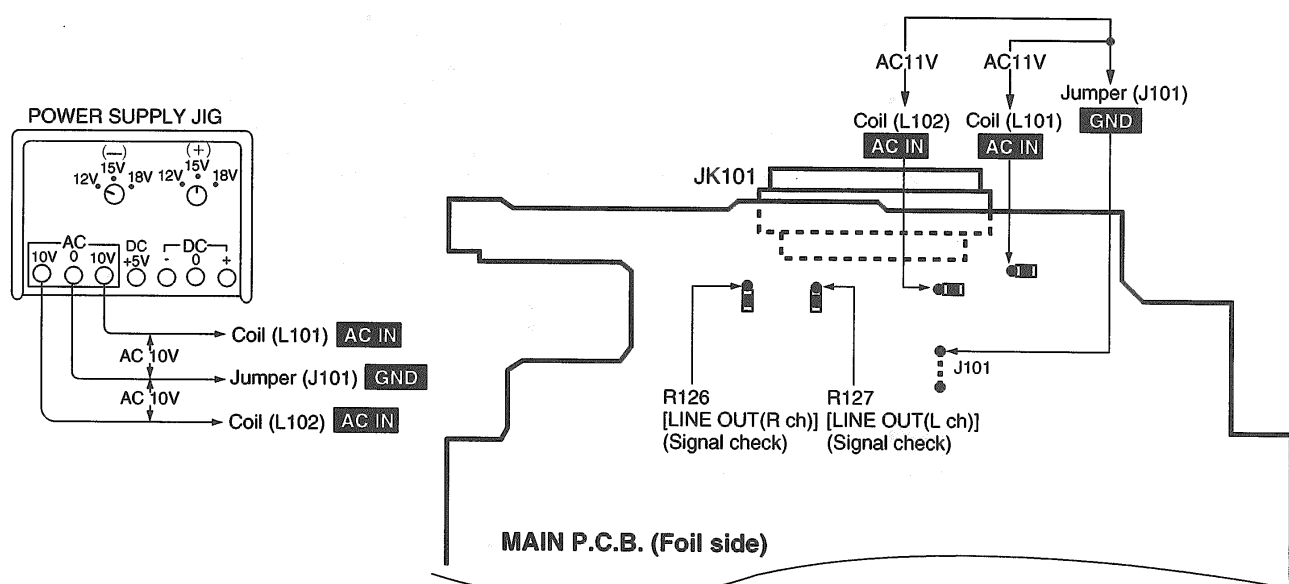 POWER SUPPLY JIG
(—) (+)
12V 15V 18V 12V 15V 18V
AC DC DC
10V 0 10V +5V - 0 +
Coil (L101) AC IN
AC 10V
Jumper (J101) GND
AC 10V
Coil (L102) AC IN
AC11V AC11V
Jumper (J101)
GND
Coil (L102) Coil (L101)
AC IN AC IN
JK101
J101
R126 R127
[LINE OUT(R ch)] [LINE OUT(L ch)]
(Signal check) (Signal check)
MAIN P.C.B. (Foil side)